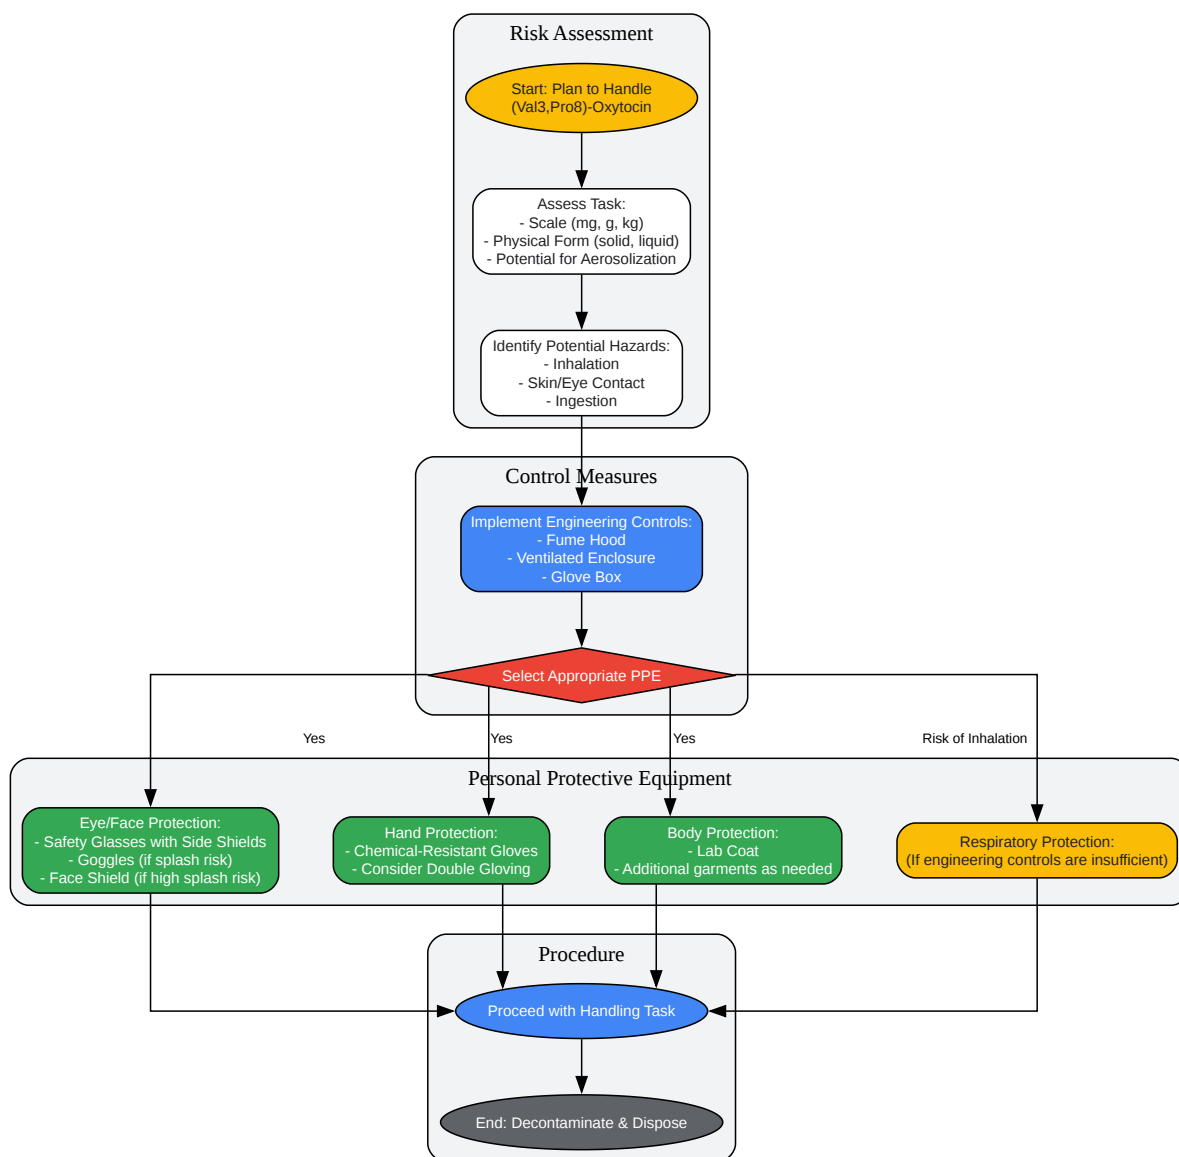 Risk Assessment
Start: Plan to Handle
(Val3,Pro8)-Oxytocin
Assess Task:
- Scale (mg, g, kg)
- Physical Form (solid, liquid)
- Potential for Aerosolization
Identify Potential Hazards:
- Inhalation
- Skin/Eye Contact
- Ingestion
Control Measures
Implement Engineering Controls:
- Fume Hood
- Ventilated Enclosure
- Glove Box
Select Appropriate PPE
Yes
Yes
Yes
Risk of Inhalation
Personal Protective Equipment
Eye/Face Protection:
- Safety Glasses with Side Shields
- Goggles (if splash risk)
- Face Shield (if high splash risk)
Hand Protection:
- Chemical-Resistant Gloves
- Consider Double Gloving
Body Protection:
- Lab Coat
- Additional garments as needed
Respiratory Protection:
(If engineering controls are insufficient)
Procedure
Proceed with Handling Task
End: Decontaminate & Dispose